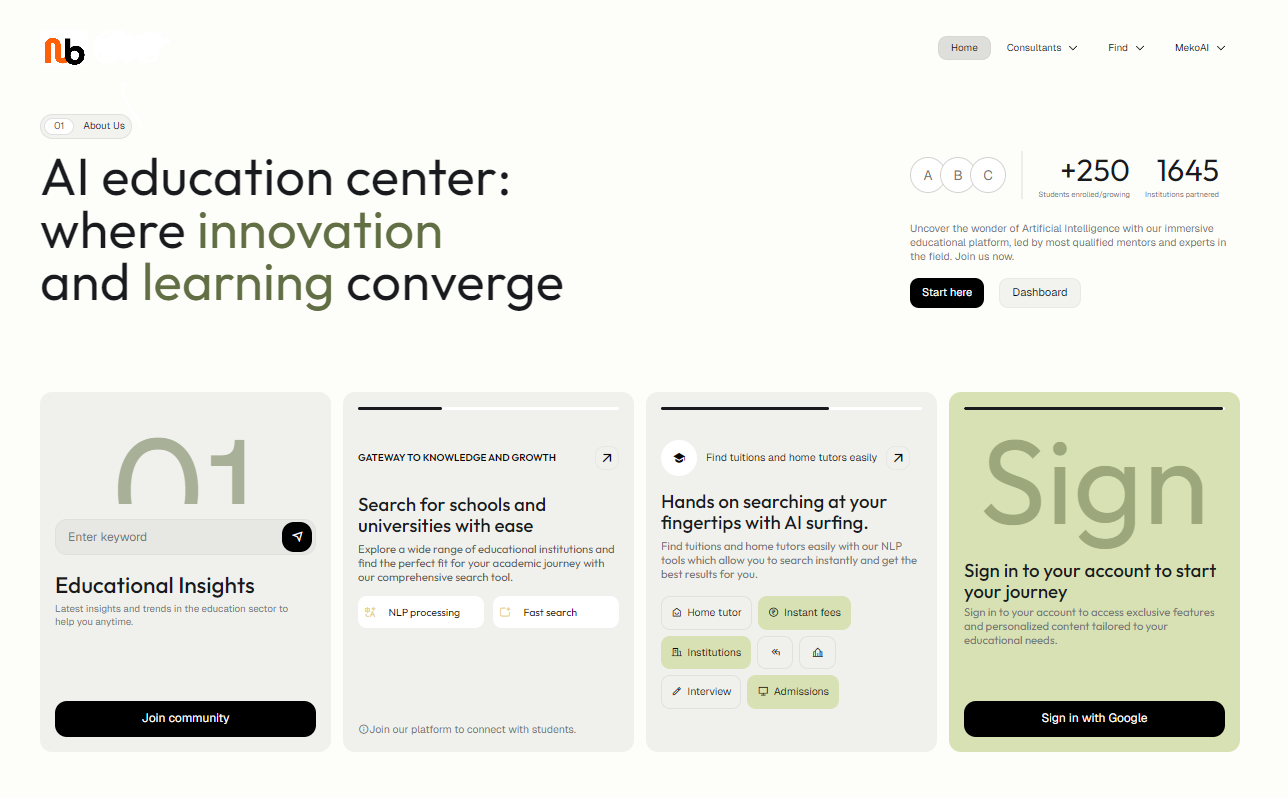 nb
Home Consultants Find MekoAI
01 About Us
AI education center:
where innovation
and learning converge
A B C
+250 1645
Students enrolled/growing Institutions partnered
Uncover the wonder of Artificial Intelligence with our immersive
educational platform, led by most qualified mentors and experts in
the field. Join us now.
Start here Dashboard
01
Enter keyword
Educational Insights
Latest insights and trends in the education sector to
help you anytime.
Join community
GATEWAY TO KNOWLEDGE AND GROWTH
Search for schools and
universities with ease
Explore a wide range of educational institutions and
find the perfect fit for your academic journey with
our comprehensive search tool.
NLP processing Fast search
Join our platform to connect with students.
Find tuitions and home tutors easily
Hands on searching at your
fingertips with AI surfing.
Find tuitions and home tutors easily with our NLP
tools which allow you to search instantly and get the
best results for you.
Home tutor Instant fees
Institutions
Interview Admissions
Sign
Sign in to your account to start
your journey
Sign in to your account to access exclusive features
and personalized content tailored to your
educational needs.
Sign in with Google